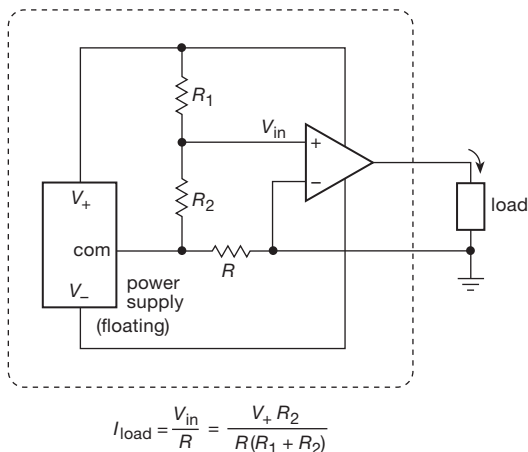 R1
Vin
+
V+
R2
−
load
com
R
V−
power
supply
(floating)
Iload = Vin / R = V+ R2 / R(R1 + R2)